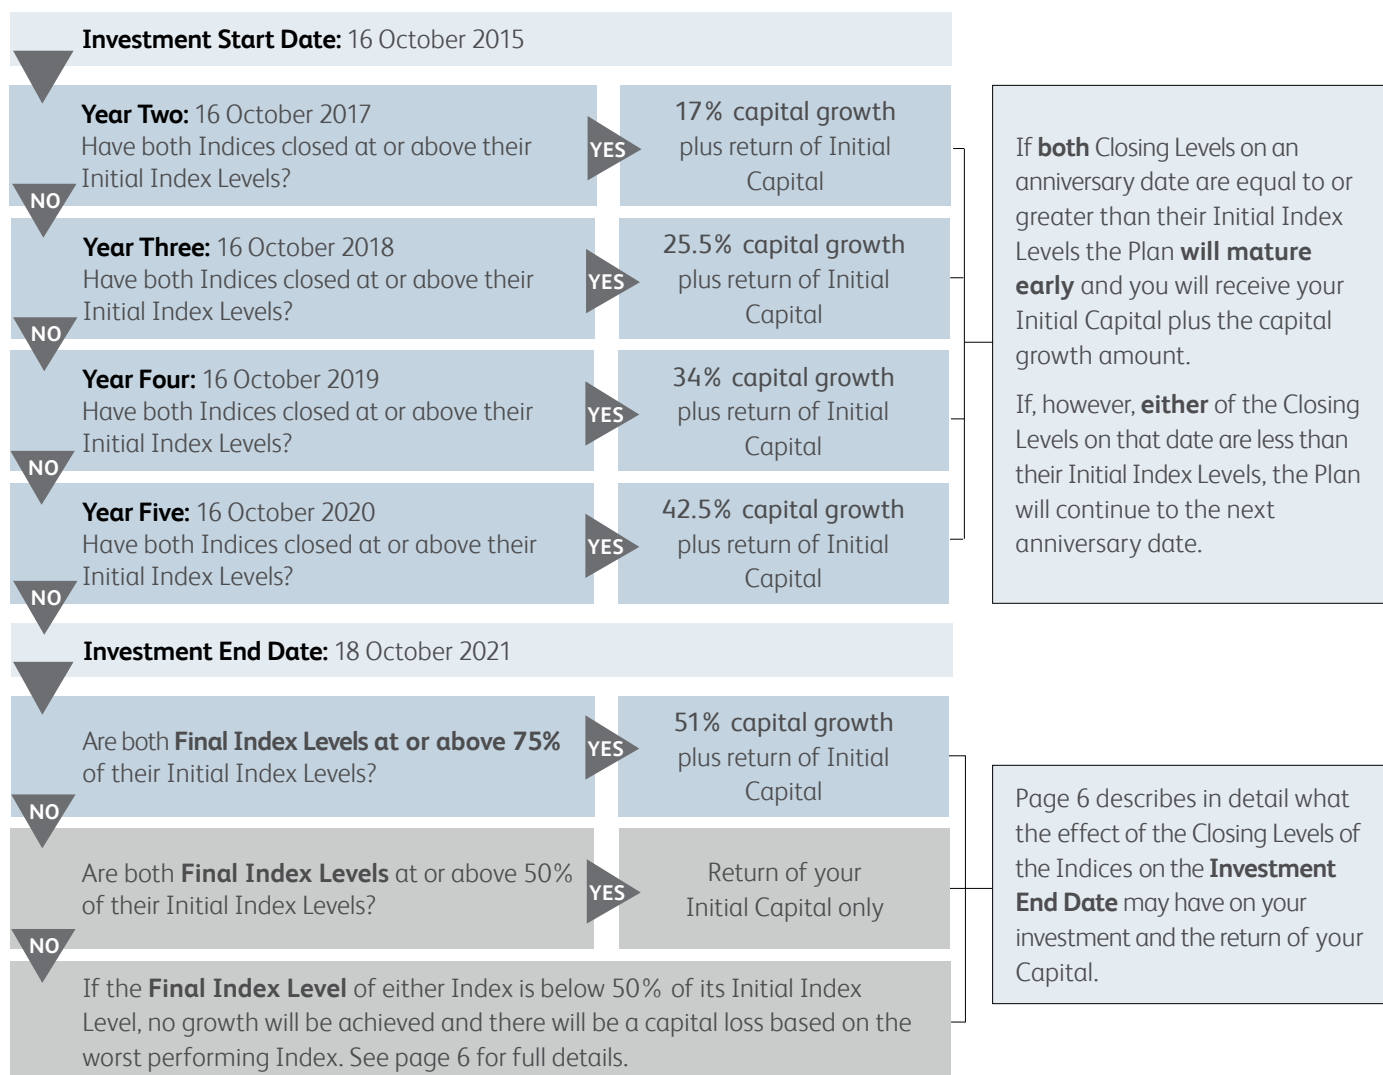 Investment Start Date: 16 October 2015
Year Two: 16 October 2017
Have both Indices closed at or above their
Initial Index Levels?
YES
17% capital growth
plus return of Initial
Capital
NO
Year Three: 16 October 2018
Have both Indices closed at or above their
Initial Index Levels?
YES
25.5% capital growth
plus return of Initial
Capital
NO
Year Four: 16 October 2019
Have both Indices closed at or above their
Initial Index Levels?
YES
34% capital growth
plus return of Initial
Capital
NO
Year Five: 16 October 2020
Have both Indices closed at or above their
Initial Index Levels?
YES
42.5% capital growth
plus return of Initial
Capital
NO
If both Closing Levels on an
anniversary date are equal to or
greater than their Initial Index
Levels the Plan will mature
early and you will receive your
Initial Capital plus the capital
growth amount.
If, however, either of the Closing
Levels on that date are less than
their Initial Index Levels, the Plan
will continue to the next
anniversary date.
Investment End Date: 18 October 2021
Are both Final Index Levels at or above 75%
of their Initial Index Levels?
YES
51% capital growth
plus return of Initial
Capital
NO
Are both Final Index Levels at or above 50%
of their Initial Index Levels?
YES
Return of your
Initial Capital only
NO
If the Final Index Level of either Index is below 50% of its Initial Index
Level, no growth will be achieved and there will be a capital loss based on the
worst performing Index. See page 6 for full details.
Page 6 describes in detail what
the effect of the Closing Levels of
the Indices on the Investment
End Date may have on your
investment and the return of your
Capital.